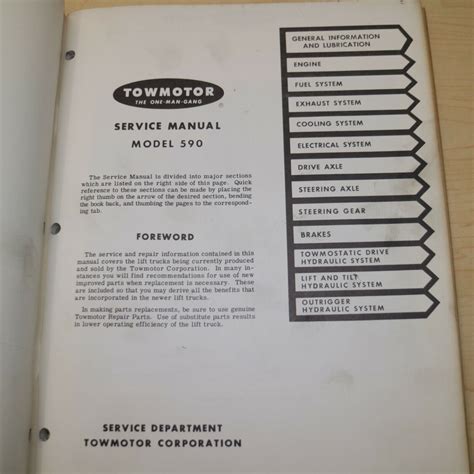 TOWMOTOR
THE ONE-MAN-GANG
®
SERVICE MANUAL
MODEL 590
The Service Manual is divided into major sections
which are listed on the right side of this page. Quick
reference to these sections can be made by placing the
right thumb on the arrow of the desired section, bending
the book back, and thumbing the pages to the correspond-
ing tab.
FOREWORD
The service and repair information contained in this
manual covers the lift trucks being currently produced
and sold by the Towmotor Corporation. In many in-
stances you will find recommendations for use of new
improved parts when replacement is necessary. These
are included so that you may derive all the benefits that
are incorporated in the newer lift trucks.
In making parts replacements, be sure to use genuine
Towmotor Repair Parts. Use of substitute parts results
in lower operating efficiency of the lift truck.
SERVICE DEPARTMENT
TOWMOTOR CORPORATION
GENERAL INFORMATION
AND LUBRICATION
ENGINE
FUEL SYSTEM
EXHAUST SYSTEM
COOLING SYSTEM
ELECTRICAL SYSTEM
DRIVE AXLE
STEERING AXLE
STEERING GEAR
BRAKES
TOWMOSTATIC DRIVE
HYDRAULIC SYSTEM
LIFT AND TILT
HYDRAULIC SYSTEM
OUTRIGGER
HYDRAULIC SYSTEM